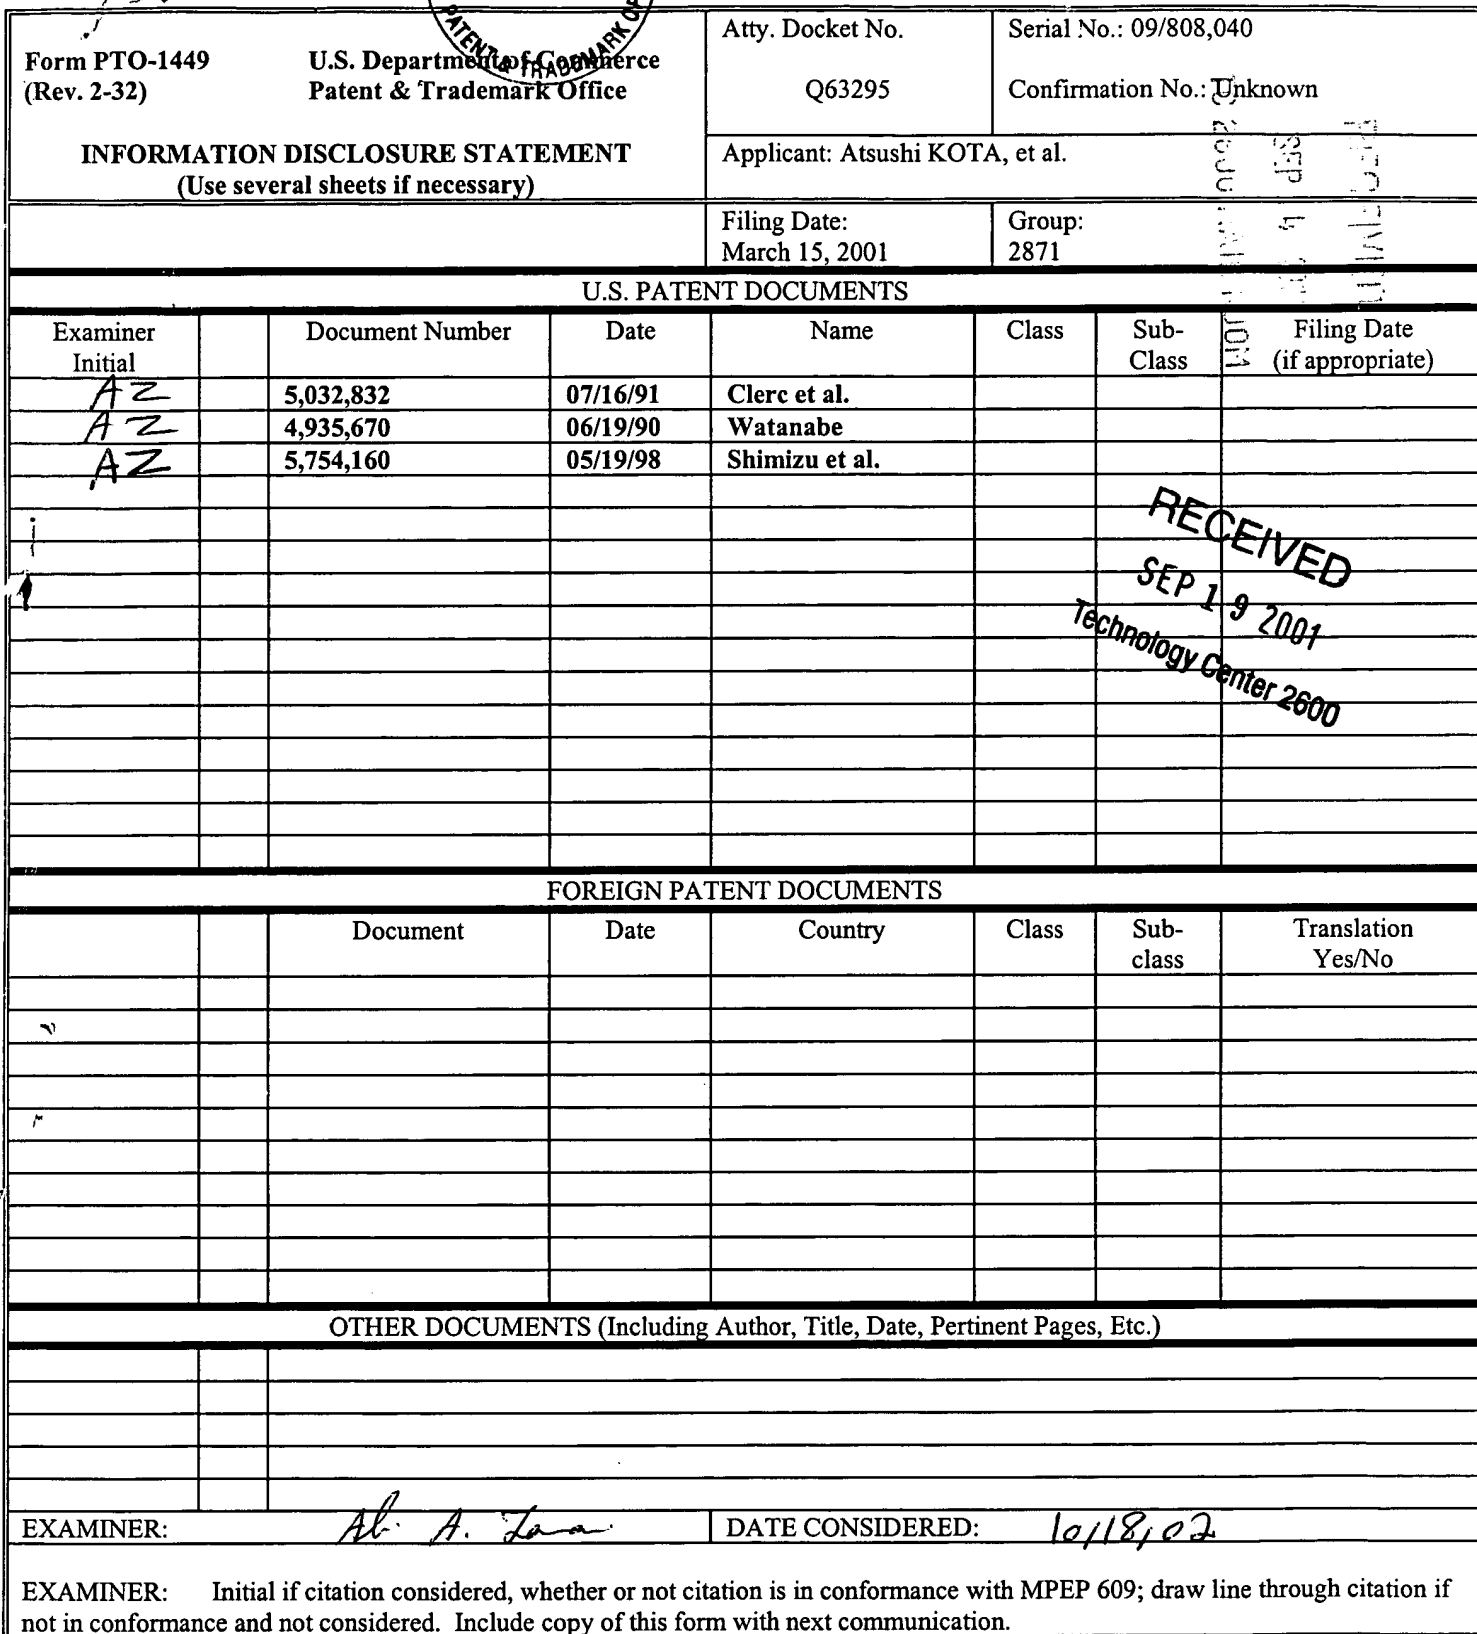 PATENT & TRADEMARK OF
Form PTO-1449
(Rev. 2-32)
U.S. Department of Commerce
Patent & Trademark Office
INFORMATION DISCLOSURE STATEMENT
(Use several sheets if necessary)
Atty. Docket No.
Q63295
Serial No.: 09/808,040
Confirmation No.: Unknown
Applicant: Atsushi KOTA, et al.
Filing Date:
March 15, 2001
Group:
2871
U.S. PATENT DOCUMENTS
Examiner Initial Document Number Date Name Class Sub-Class Filing Date (if appropriate)
AZ 5,032,832 07/16/91 Clerc et al.
AZ 4,935,670 06/19/90 Watanabe
AZ 5,754,160 05/19/98 Shimizu et al.
RECEIVED
SEP 19 2001
Technology Center 2600
FOREIGN PATENT DOCUMENTS
Document Date Country Class Sub-class Translation Yes/No
OTHER DOCUMENTS (Including Author, Title, Date, Pertinent Pages, Etc.)
EXAMINER: DATE CONSIDERED: 10/18/02
EXAMINER: Initial if citation considered, whether or not citation is in conformance with MPEP 609; draw line through citation if
not in conformance and not considered. Include copy of this form with next communication.